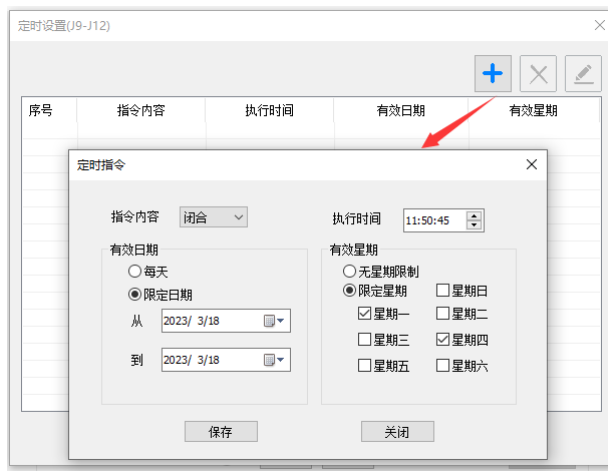 定时设置(J9-J12)
序号 指令内容 执行时间 有效日期 有效星期
定时指令
指令内容 闭合 执行时间 11:50:45
有效日期 有效星期
每天 无星期限制
限定日期 限定星期 星期日
从 2023/ 3/18 星期一 星期二
星期三 星期四
到 2023/ 3/18 星期五 星期六
保存 关闭